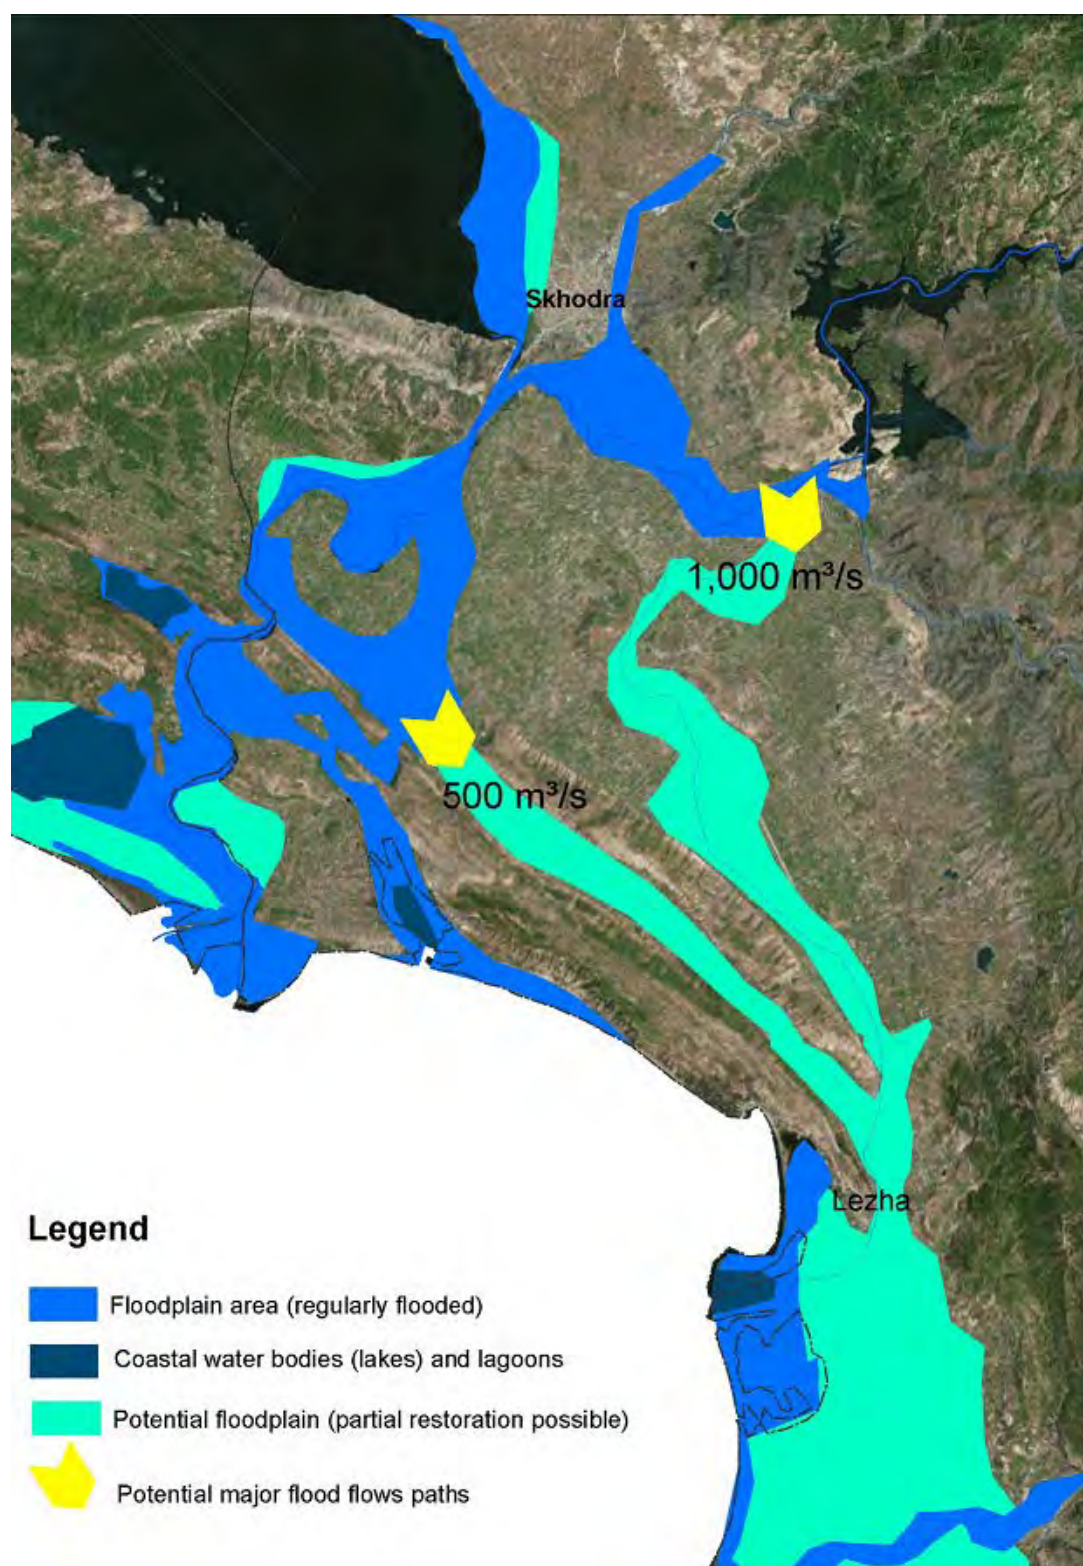 Skhodra
1,000 m³/s
500 m³/s
Lezha
Legend
Floodplain area (regularly flooded)
Coastal water bodies (lakes) and lagoons
Potential floodplain (partial restoration possible)
Potential major flood flows paths